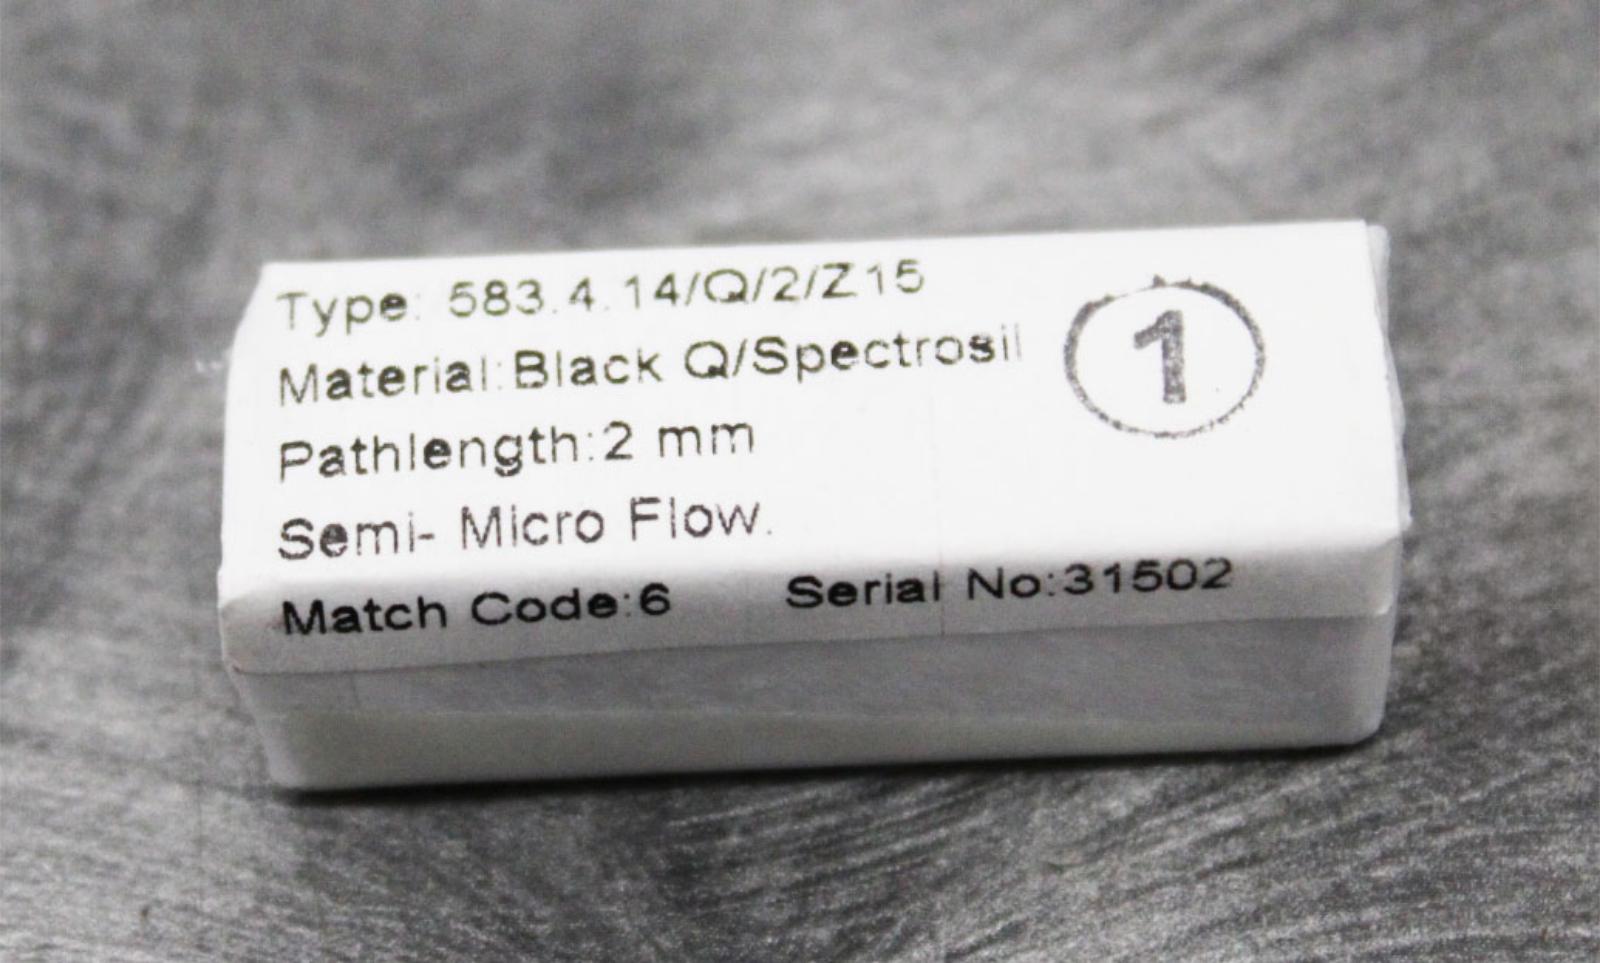 Type: 583.4.14/Q/2/Z15
Material:Black Q/Spectrosil
Pathlength:2 mm
Semi- Micro Flow.
Match Code:6 Serial No:31502
1